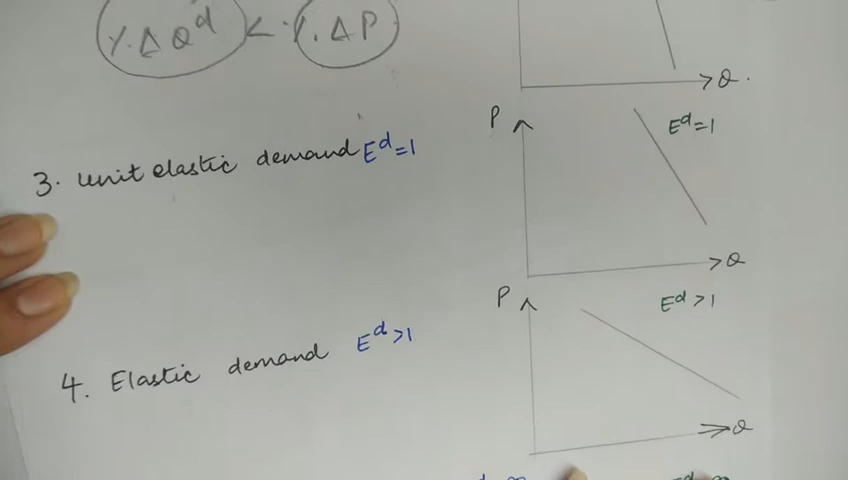 %ΔQᵈ < %ΔP
Q
P
Eᵈ=1
3. Unit elastic demand Eᵈ=1
Q
P
Eᵈ>1
4. Elastic demand Eᵈ>1
Q